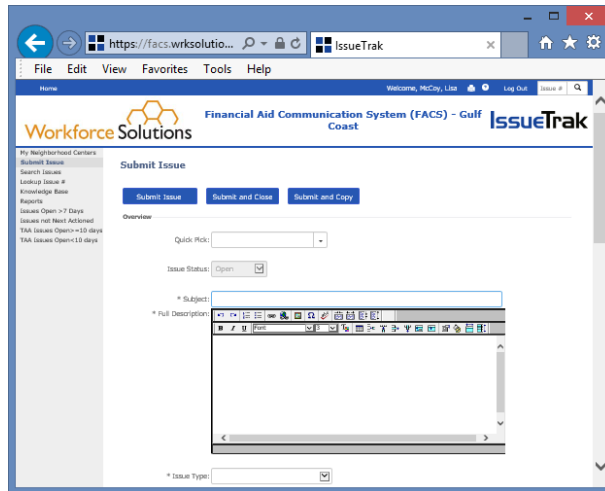 https://facs.wrksolutio...
IssueTrak
File Edit View Favorites Tools Help
Home
Welcome, McCoy, Lisa
Log Out
Issue #
Workforce Solutions
Financial Aid Communication System (FACS) - Gulf
Coast
IssueTrak
My Neighborhood Centers
Submit Issue
Search Issues
Lookup Issue #
Knowledge Base
Reports
Issues Open >7 Days
Issues not Next Actioned
TAA Issues Open>=10 days
TAA Issues Open<10 days
Submit Issue
Submit Issue
Submit and Close
Submit and Copy
Overview
Quick Pick:
Issue Status: Open
* Subject:
* Full Description:
B I U Font 3
* Issue Type: